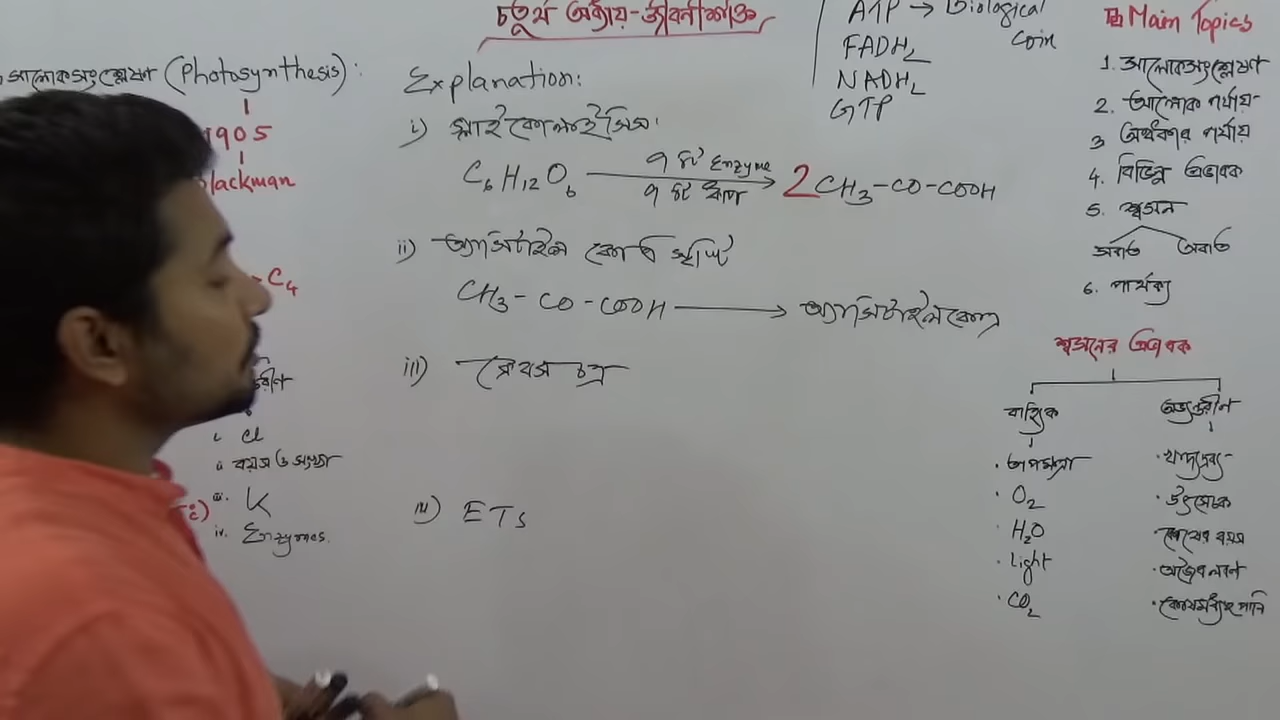 চতুর্থ অধ্যায়-জীবনীশক্তি
আলোকসংশ্লেষণ (Photosynthesis):
1905
lackman
C4
i. Cl
ii. বয়স ও সংখ্যা
iii. K
iv. Enzymes.
Explanation:
i) গ্লাইকোলাইসিস
C6H12O6 → ৭ টি Enzyme ৭ টি ধাপ 2CH3-CO-COOH
ii) অ্যাসিটাইল কো এ সৃষ্টি
CH3-CO-COOH → অ্যাসিটাইল কো এ
iii) ক্রেবস চক্র
iv) ETS
ATP → Biological Coin
FADH2
NADH2
GTP
Main Topics
1. আলোকসংশ্লেষণ
2. আলোক পর্যায়
3 অন্ধকার পর্যায়
4. বিভিন্ন প্রভাবক
5. শ্বসন
সবাত অবাত
6. পার্থক্য
শ্বসনের প্রভাবক
বাহ্যিক
· তাপমাত্রা
· O2
· H2O
· Light
· CO2
অভ্যন্তরীণ
· খাদ্যদ্রব্য
· উৎসেচক
· কোষের বয়স
· অজৈব লবণ
· কোষমধ্যস্থ পানি